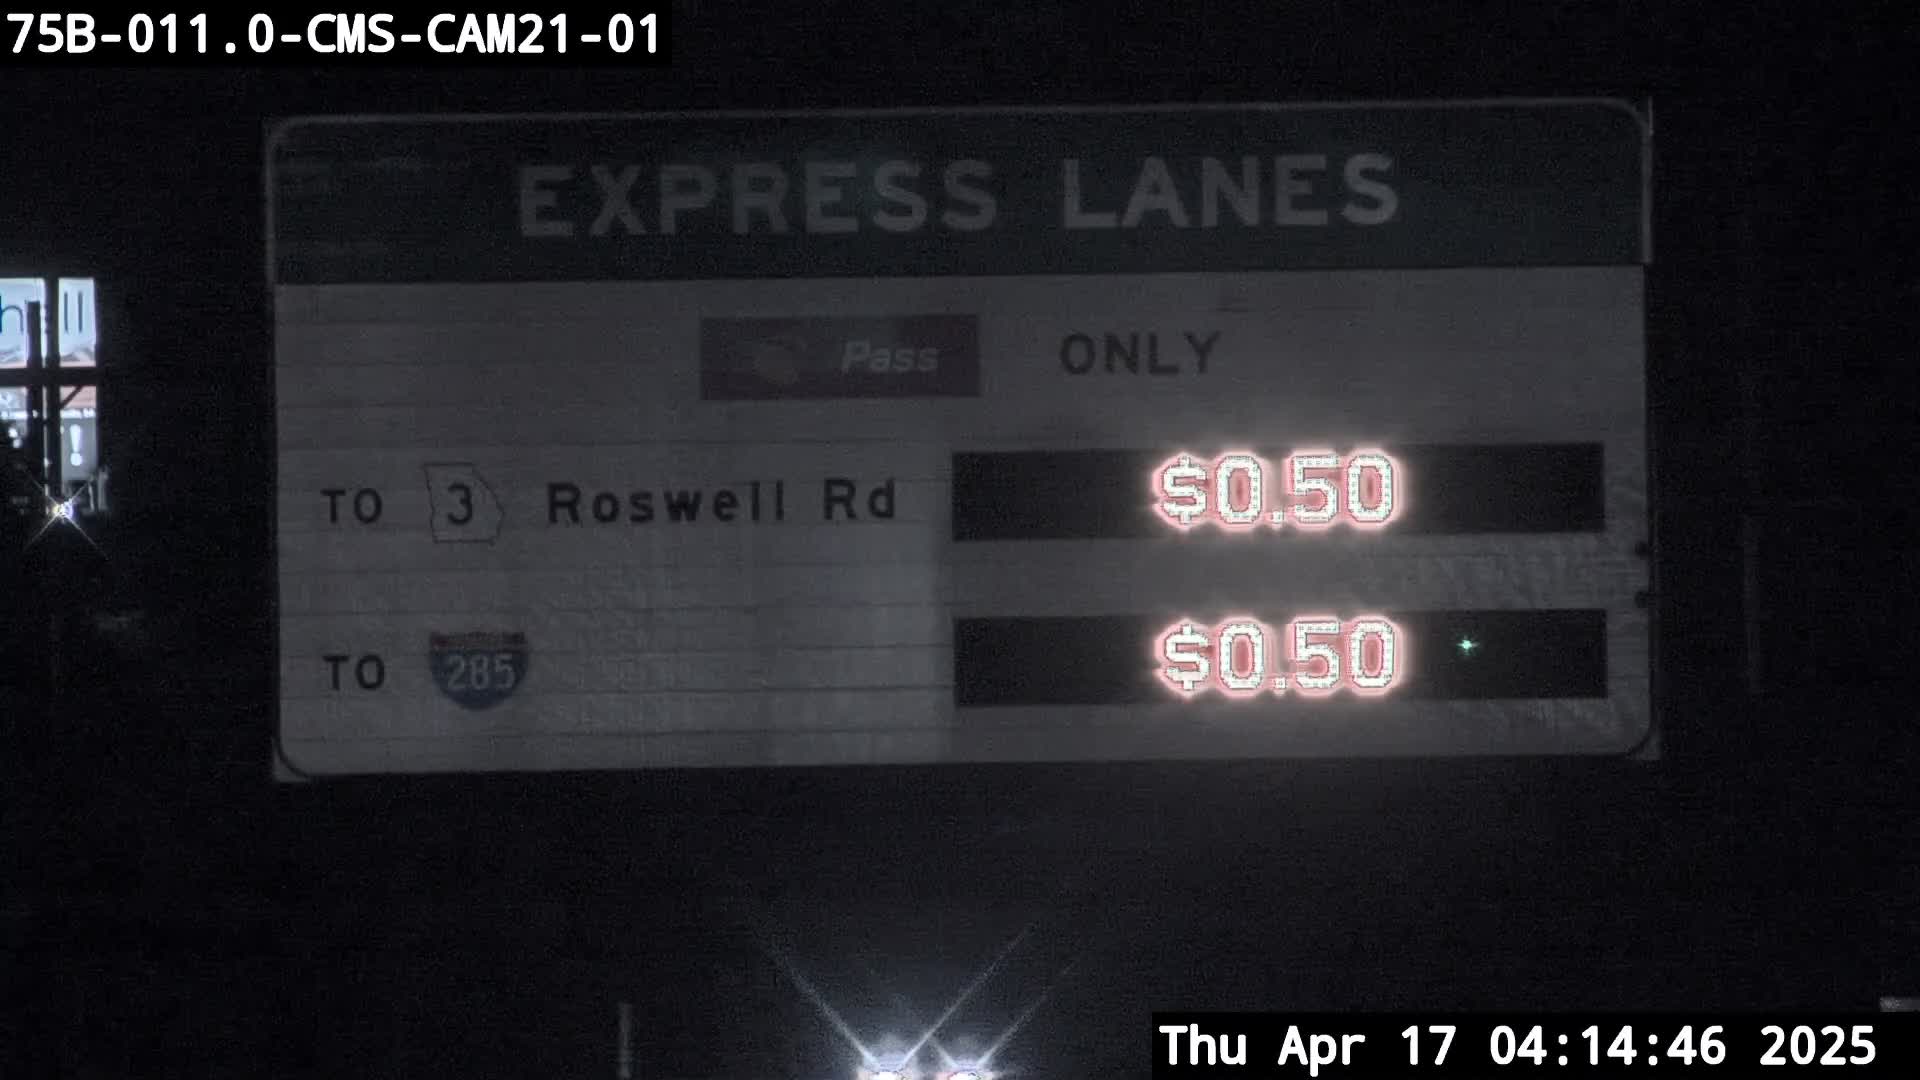 75B-011.0-CMS-CAM21-01
EXPRESS LANES
Pass ONLY
TO 3 Roswell Rd $0.50
TO 285 $0.50
Thu Apr 17 04:14:46 2025